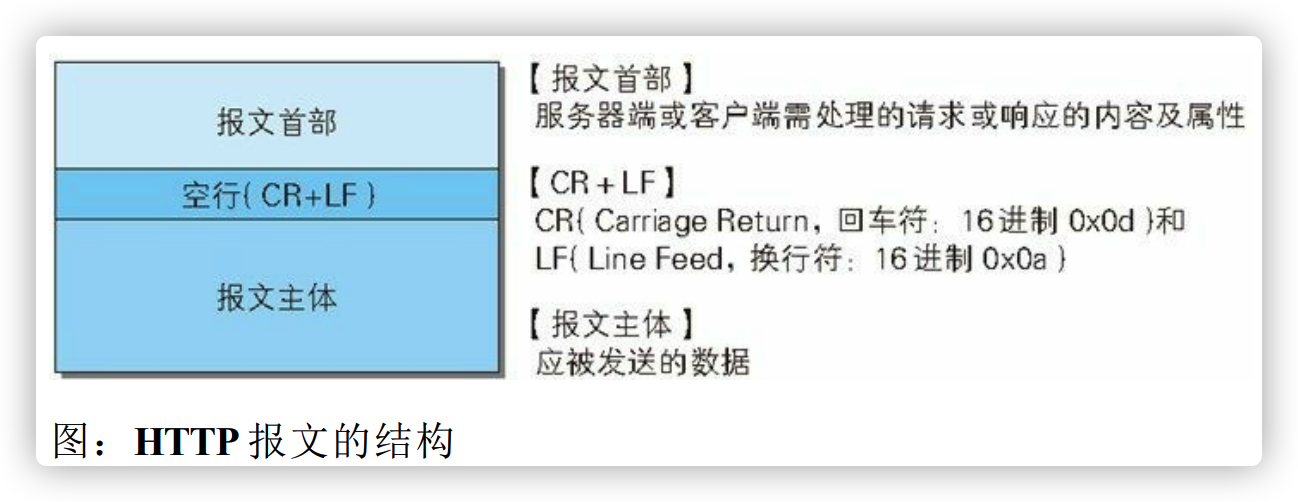 报文首部
空行(CR+LF)
报文主体
【报文首部】
服务器端或客户端需处理的请求或响应的内容及属性
【CR+LF】
CR(Carriage Return，回车符：16进制 0x0d)和
LF(Line Feed，换行符：16进制 0x0a)
【报文主体】
应被发送的数据
图：HTTP 报文的结构